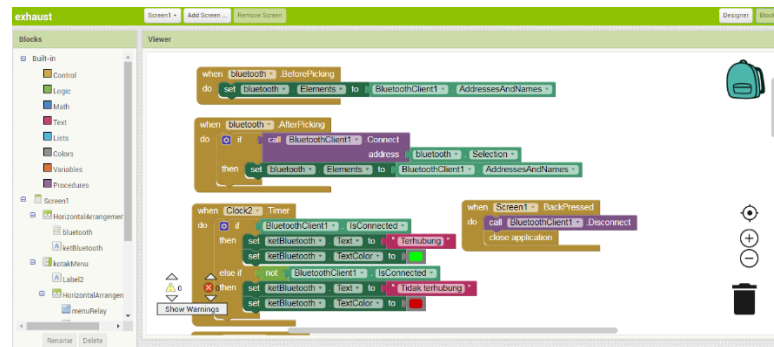 exhaust
Screen1
Add Screen ...
Remove Screen
Designer
Block
Blocks
Viewer
Built-in
Control
Logic
Math
Text
Lists
Colors
Variables
Procedures
Screen1
HorizontalArrangemer
bluetooth
ketBluetooth
kotakMenu
Label2
HorizontalArrangen
menuRelay
Rename Delete
when bluetooth .BeforePicking
do set bluetooth . Elements to BluetoothClient1 . AddressesAndNames
when bluetooth .AfterPicking
do if call BluetoothClient1 .Connect
address bluetooth . Selection
then set bluetooth . Elements to BluetoothClient1 . AddressesAndNames
when Clock2 .Timer
do if BluetoothClient1 . IsConnected
then set ketBluetooth . Text to " Terhubung "
set ketBluetooth . TextColor to
else if not BluetoothClient1 . IsConnected
then set ketBluetooth . Text to " Tidak terhubung "
set ketBluetooth . TextColor to
when Screen1 .BackPressed
do call BluetoothClient1 .Disconnect
close application
0
0
Show Warnings